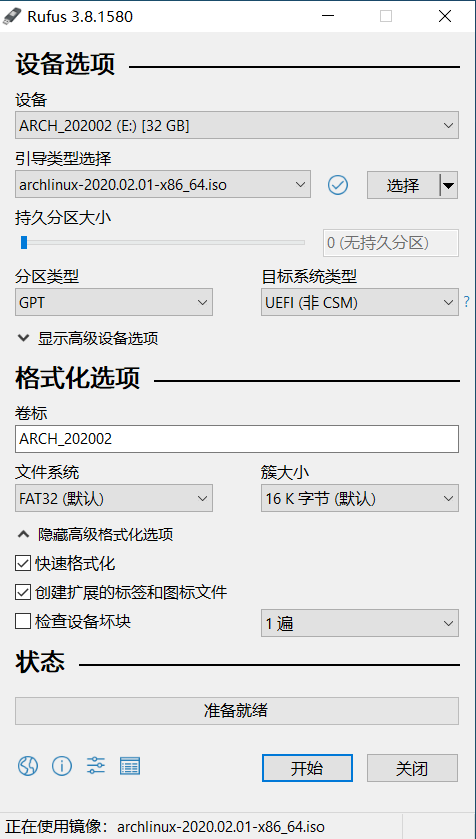 Rufus 3.8.1580
设备选项
设备
ARCH_202002 (E:) [32 GB]
引导类型选择
archlinux-2020.02.01-x86_64.iso
选择
持久分区大小
0 (无持久分区)
分区类型
目标系统类型
GPT
UEFI (非 CSM)
?
显示高级设备选项
格式化选项
卷标
ARCH_202002
文件系统
簇大小
FAT32 (默认)
16 K 字节 (默认)
隐藏高级格式化选项
快速格式化
创建扩展的标签和图标文件
检查设备坏块
1 遍
状态
准备就绪
开始
关闭
正在使用镜像：archlinux-2020.02.01-x86_64.iso